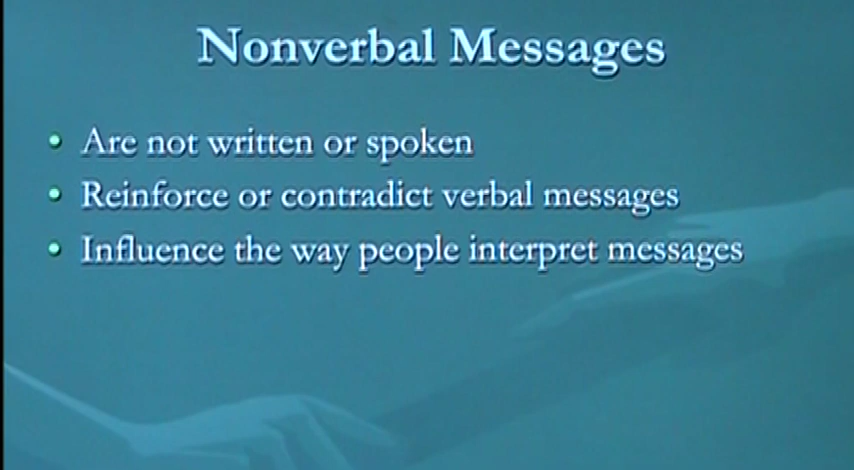 Nonverbal Messages
• Are not written or spoken
• Reinforce or contradict verbal messages
• Influence the way people interpret messages